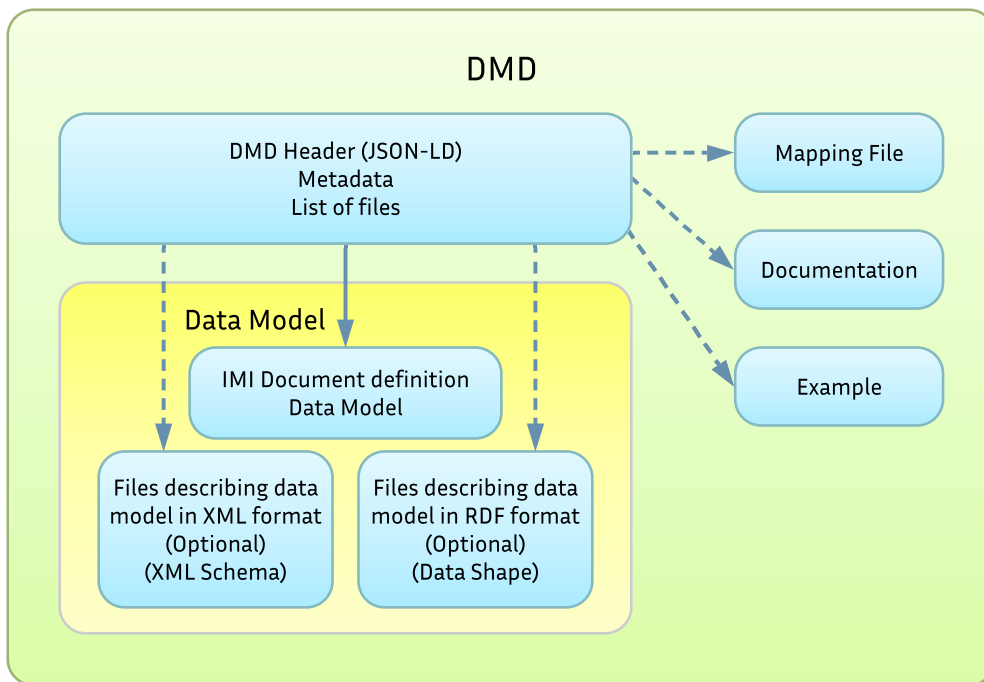 DMD
DMD Header (JSON-LD)
Metadata
List of files
Mapping File
Documentation
Example
Data Model
IMI Document definition
Data Model
Files describing data
model in XML format
(Optional)
(XML Schema)
Files describing data
model in RDF format
(Optional)
(Data Shape)